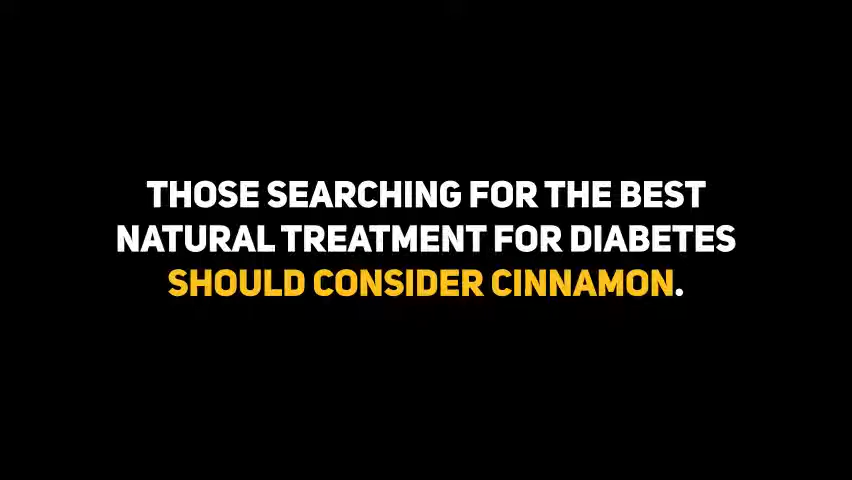 THOSE SEARCHING FOR THE BEST
NATURAL TREATMENT FOR DIABETES
SHOULD CONSIDER CINNAMON.